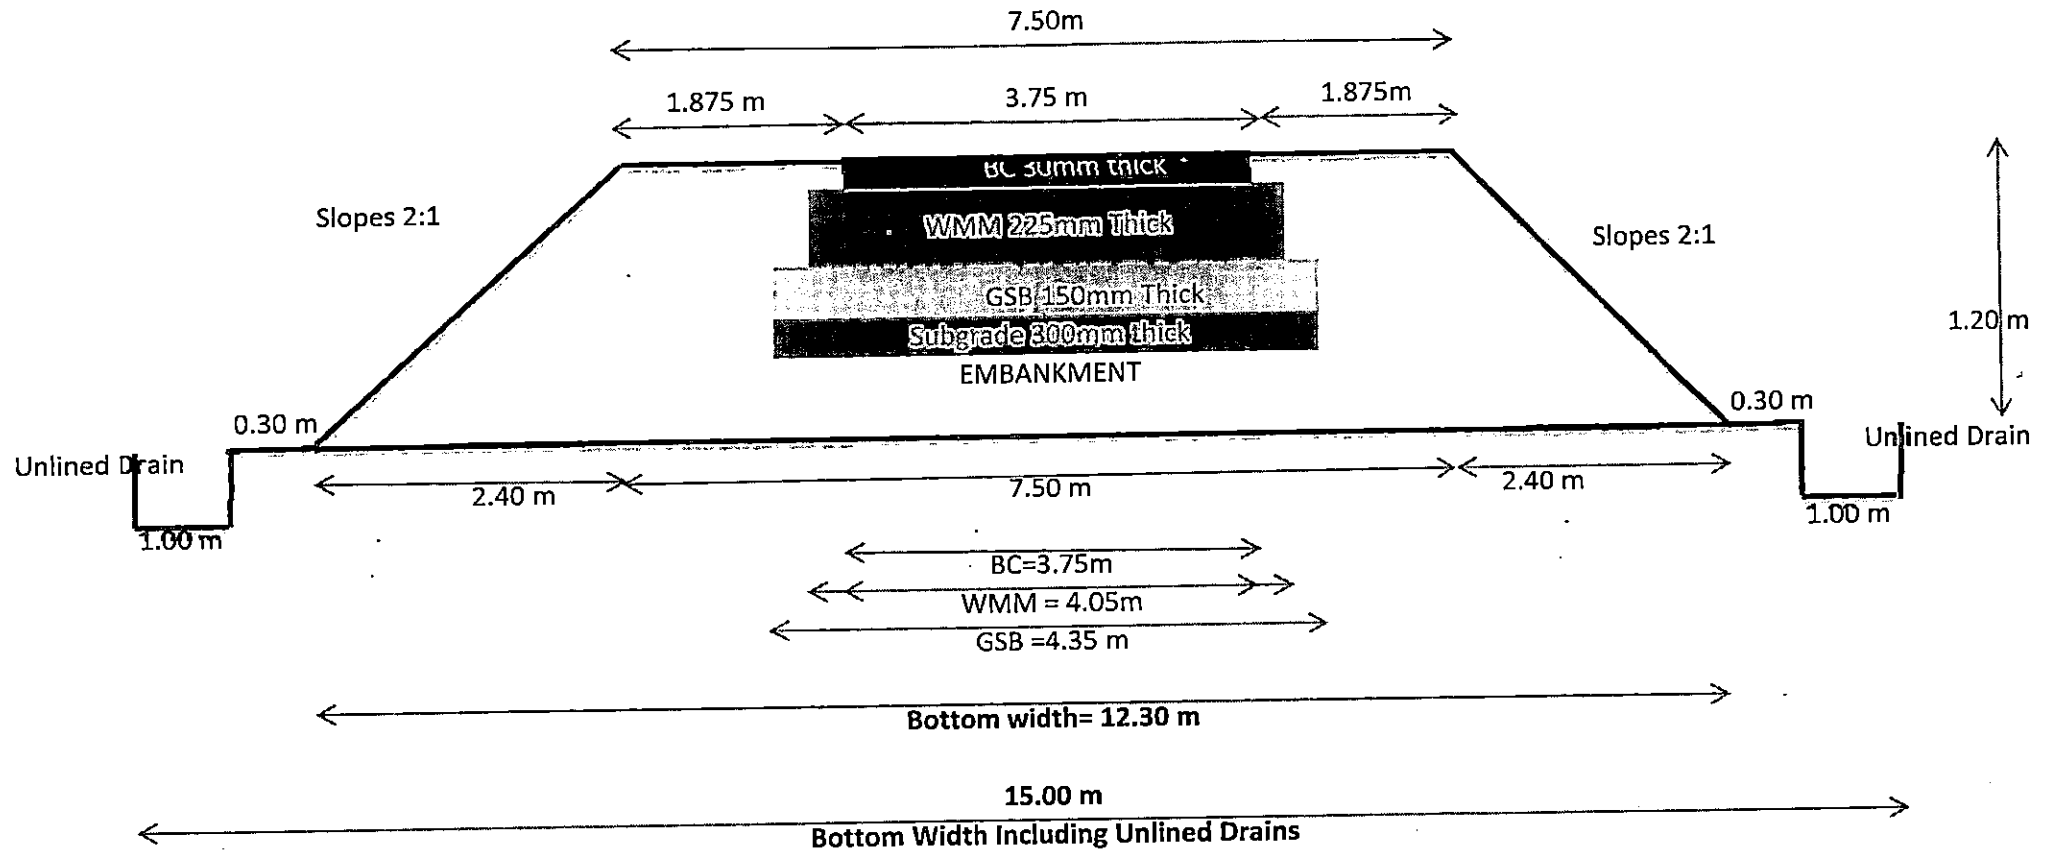 7.50m
1.875 m
3.75 m
1.875m
BC 30mm thick
Slopes 2:1
WMM 225mm Thick
Slopes 2:1
GSB 150mm Thick
1.20 m
Subgrade 300mm thick
EMBANKMENT
0.30 m
0.30 m
Unlined Drain
Unlined Drain
2.40 m
7.50 m
2.40 m
1.00 m
1.00 m
BC=3.75m
WMM = 4.05m
GSB =4.35 m
Bottom width= 12.30 m
15.00 m
Bottom Width Including Unlined Drains